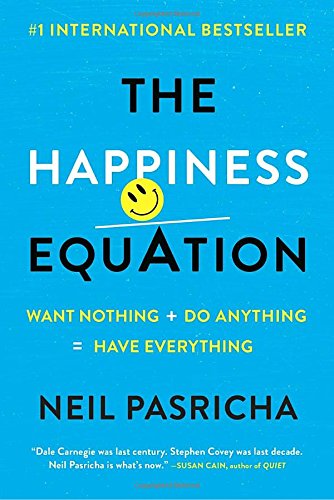 #1 INTERNATIONAL BESTSELLER
THE
HAPPINESS
EQUATION
WANT NOTHING + DO ANYTHING
= HAVE EVERYTHING
NEIL PASRICHA
“Dale Carnegie was last century. Stephen Covey was last decade.
Neil Pasricha is what’s now.” –SUSAN CAIN, author of QUIET